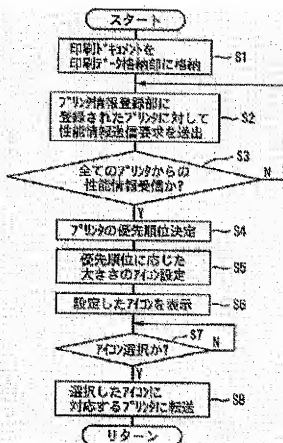 スタート
印刷ドキュメントを
印刷データ格納部に格納
S1
プリンタ情報登録部に
登録されたプリンタに対して
性能情報送信要求を送出
S2
S3
全てのプリンタからの
性能情報受信か?
N
Y
プリンタの優先順位決定
S4
優先順位に応じた
大きさのアイコン設定
S5
設定したアイコンを表示
S6
S7
アイコン選択か?
N
Y
選択したアイコンに
対応するプリンタに転送
S8
リターン